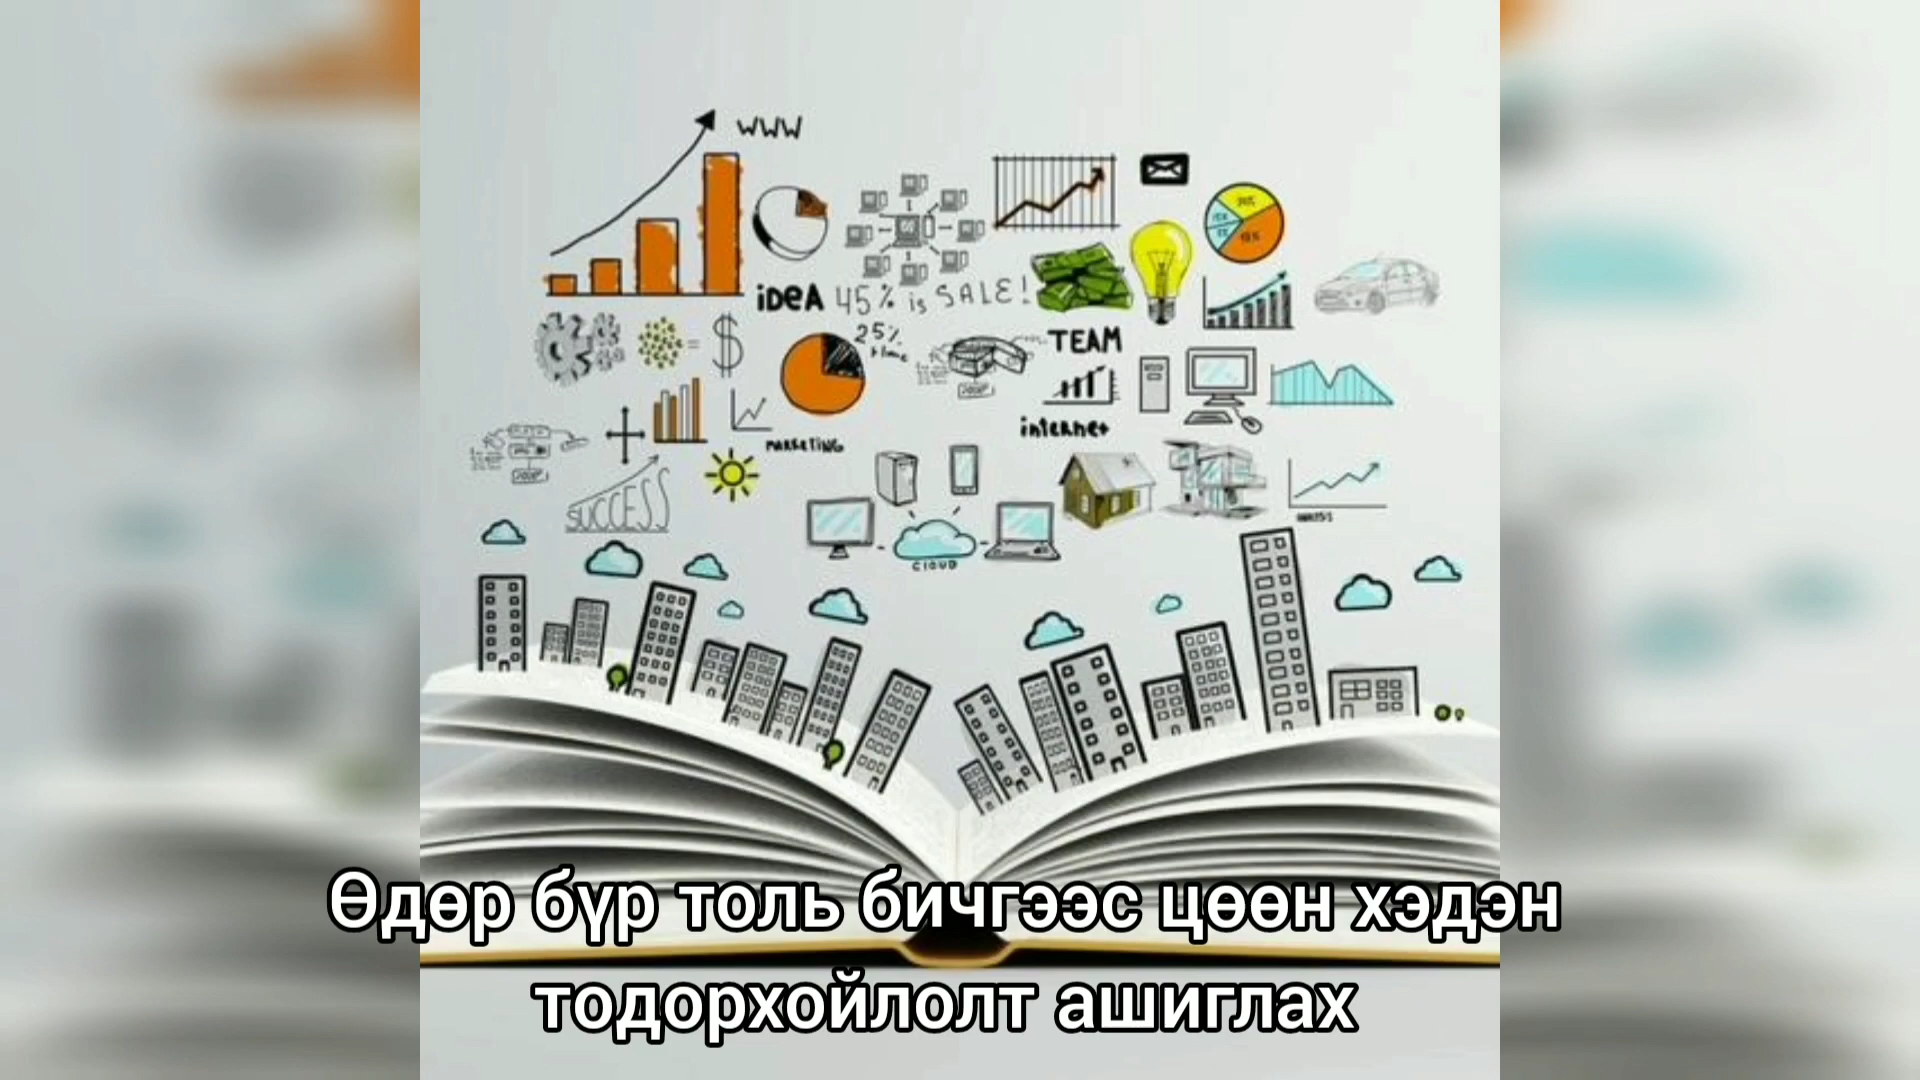 WWW
iDeA 45% is SALE!
25%
time
TEAM
MARKETING
internet
SUCCESS
CLOUD
Өдөр бүр толь бичгээс цөөн хэдэн
тодорхойлолт ашиглах